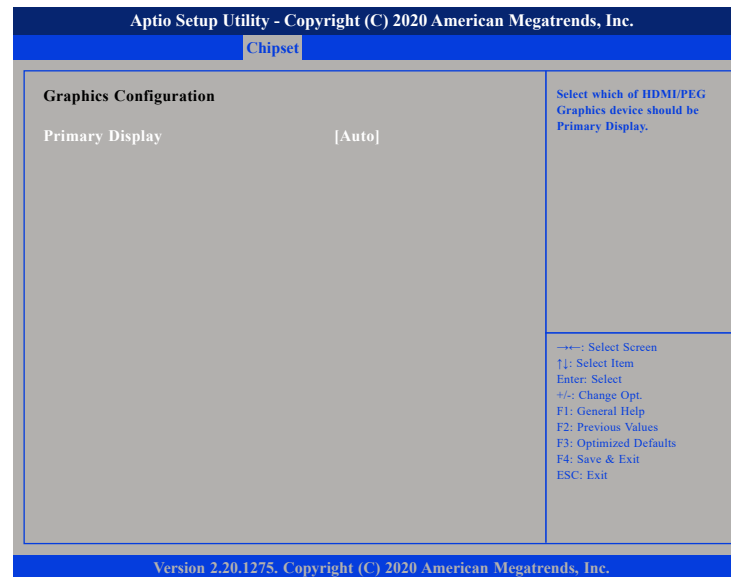 Aptio Setup Utility - Copyright (C) 2020 American Megatrends, Inc.
Chipset
Graphics Configuration
Primary Display [Auto]
Select which of HDMI/PEG
Graphics device should be
Primary Display.
→←: Select Screen
↑↓: Select Item
Enter: Select
+/-: Change Opt.
F1: General Help
F2: Previous Values
F3: Optimized Defaults
F4: Save & Exit
ESC: Exit
Version 2.20.1275. Copyright (C) 2020 American Megatrends, Inc.